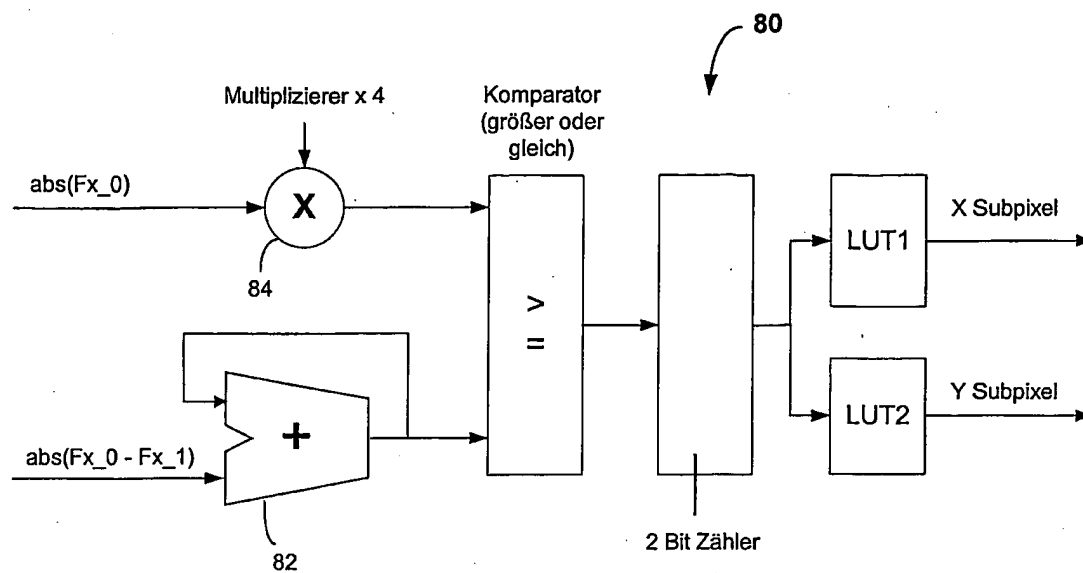 80
Multiplizierer x 4
Komparator
(größer oder
gleich)
abs(Fx_0)
X
84
X Subpixel
LUT1
>
=
+
abs(Fx_0 - Fx_1)
82
LUT2
Y Subpixel
2 Bit Zähler